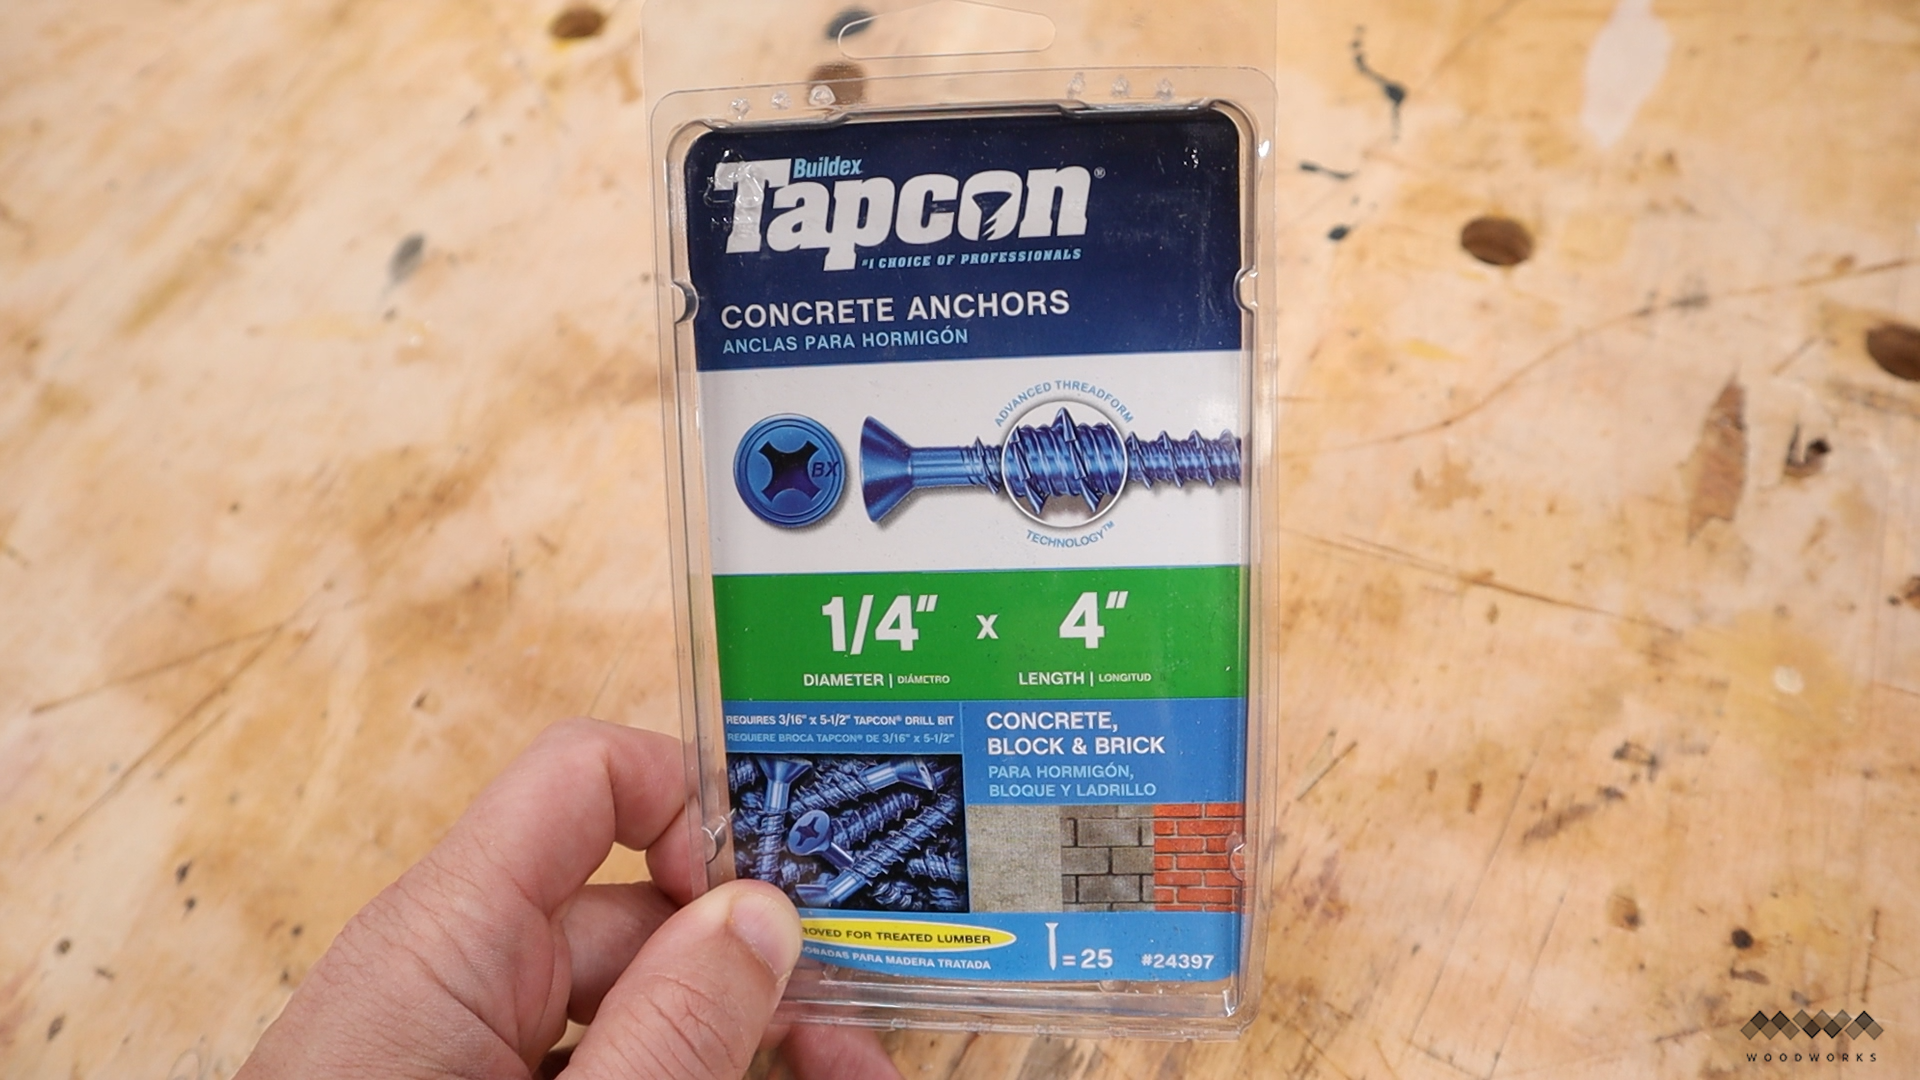 Buildex
Tapcon®
#1 CHOICE OF PROFESSIONALS
CONCRETE ANCHORS
ANCLAS PARA HORMIGÓN
ADVANCED THREADFORM
BX
TECHNOLOGY™
1/4" x 4"
DIAMETER | DIÁMETRO LENGTH | LONGITUD
REQUIRES 3/16" x 5-1/2" TAPCON® DRILL BIT
REQUIERE BROCA TAPCON® DE 3/16" x 5-1/2"
CONCRETE,
BLOCK & BRICK
PARA HORMIGÓN,
BLOQUE Y LADRILLO
ROVED FOR TREATED LUMBER
OBADAS PARA MADERA TRATADA
= 25 #24397
WOODWORKS